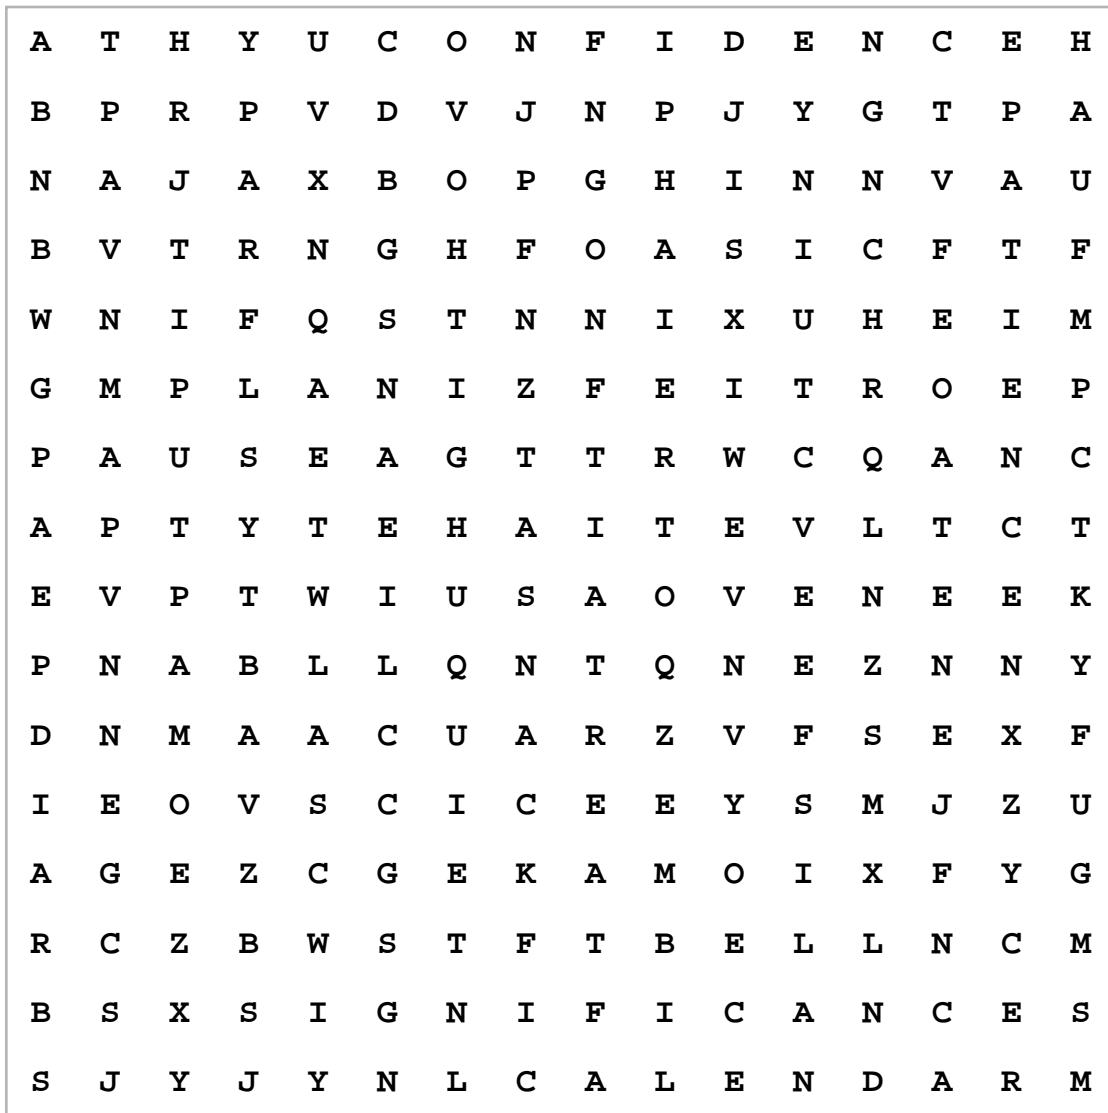 A T H Y U C O N F I D E N C E H
B P R P V D V J N P J Y G T P A
N A J A X B O P G H I N N V A U
B V T R N G H F O A S I C F T F
W N I F Q S T N N I X U H E I M
G M P L A N I Z F E I T R O E P
P A U S E A G T T R W C Q A N C
A P T Y T E H A I T E V L T C T
E V P T W I U S A O V E N E E K
P N A B L L Q N T Q N E Z N N Y
D N M A A C U A R Z V F S E X F
I E O V S C I C E E Y S M J Z U
A G E Z C G E K A M O I X F Y G
R C Z B W S T F T B E L L N C M
B S X S I G N I F I C A N C E S
S J Y J Y N L C A L E N D A R M